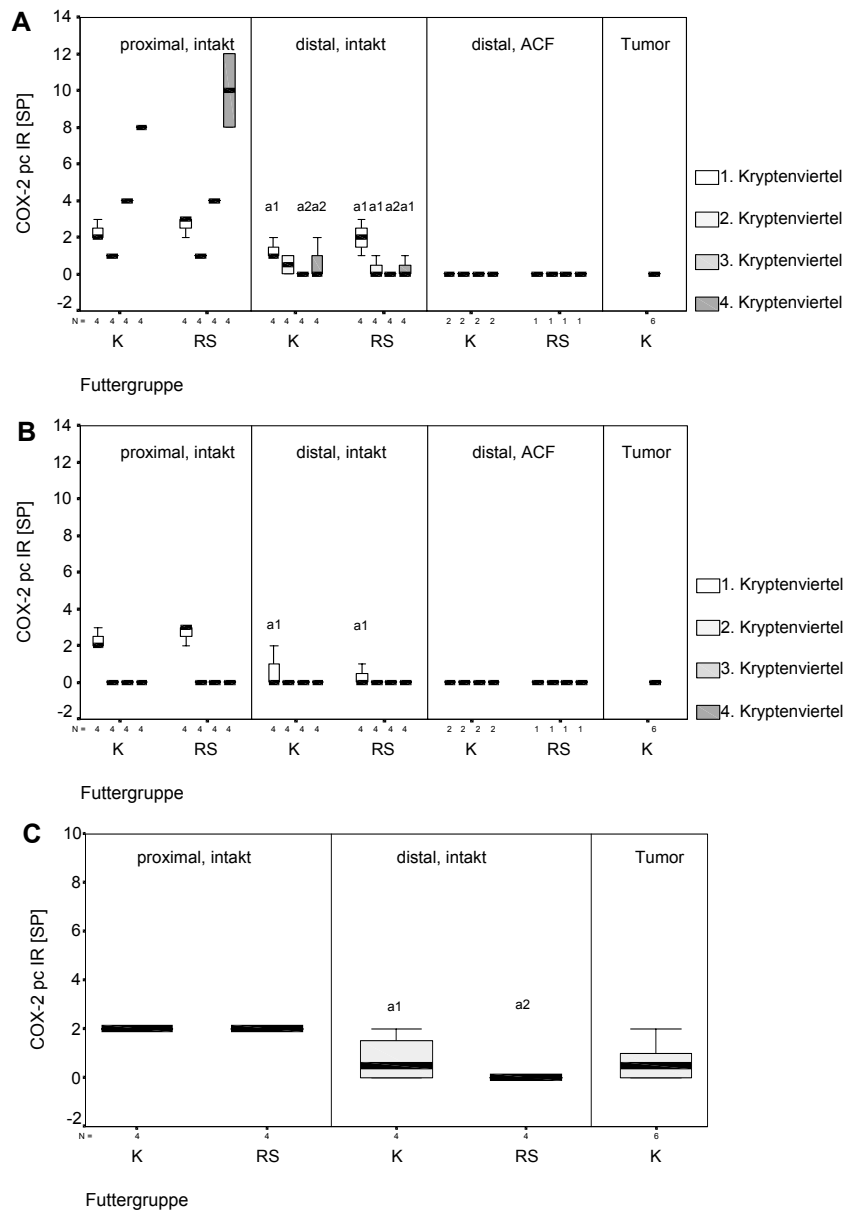 A
COX-2 pc IR [SP]
14
12
10
8
6
4
2
0
-2
proximal, intakt
distal, intakt
distal, ACF
Tumor
a1 a2 a2
a1 a1 a2 a1
N = 4 4 4 4 4 4 4 4 4 4 4 4 4 4 4 4 2 2 2 2 1 1 1 1 6
K RS K RS K RS K
Futtergruppe
1. Kryptenviertel
2. Kryptenviertel
3. Kryptenviertel
4. Kryptenviertel
B
COX-2 pc IR [SP]
14
12
10
8
6
4
2
0
-2
proximal, intakt
distal, intakt
distal, ACF
Tumor
a1
a1
N = 4 4 4 4 4 4 4 4 4 4 4 4 4 4 4 4 2 2 2 2 1 1 1 1 6
K RS K RS K RS K
Futtergruppe
1. Kryptenviertel
2. Kryptenviertel
3. Kryptenviertel
4. Kryptenviertel
C
COX-2 pc IR [SP]
10
8
6
4
2
0
-2
proximal, intakt
distal, intakt
Tumor
a1
a2
N = 4 4 4 4 6
K RS K RS K
Futtergruppe